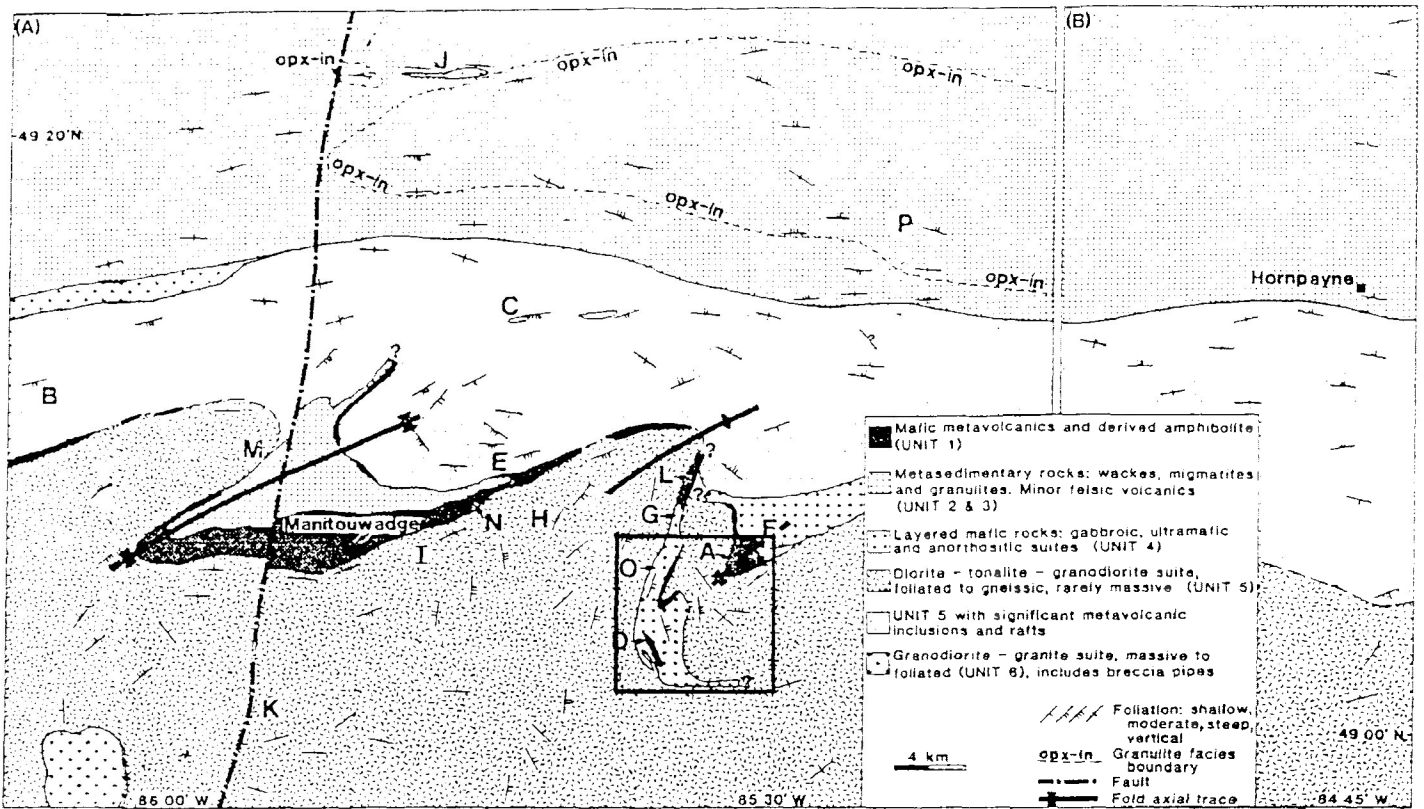 (A)
(B)
opx-in
J
opx-in
opx-in
49 20'N
opx-in
opx-in
P
opx-in
Hornpayne
C
?
B
M
E
?
L
?
Manitouwadge
N
H
G
F
I
A
O
D
?
K
86 00' W
85 30' W
Mafic metavolcanics and derived amphibolite
(UNIT 1)
Metasedimentary rocks: wackes, migmatites
and granulites. Minor felsic volcanics
(UNIT 2 & 3)
Layered mafic rocks: gabbroic, ultramafic
and anorthositic suites (UNIT 4)
Diorite - tonalite - granodiorite suite,
foliated to gneissic, rarely massive (UNIT 5)
UNIT 5 with significant metavolcanic
inclusions and rafts
Granodiorite - granite suite, massive to
foliated (UNIT 6), includes breccia pipes
Foliation: shallow,
moderate, steep,
vertical
4 km
opx-in Granulite facies
boundary
Fault
Fold axial trace
49 00' N
84 45' W